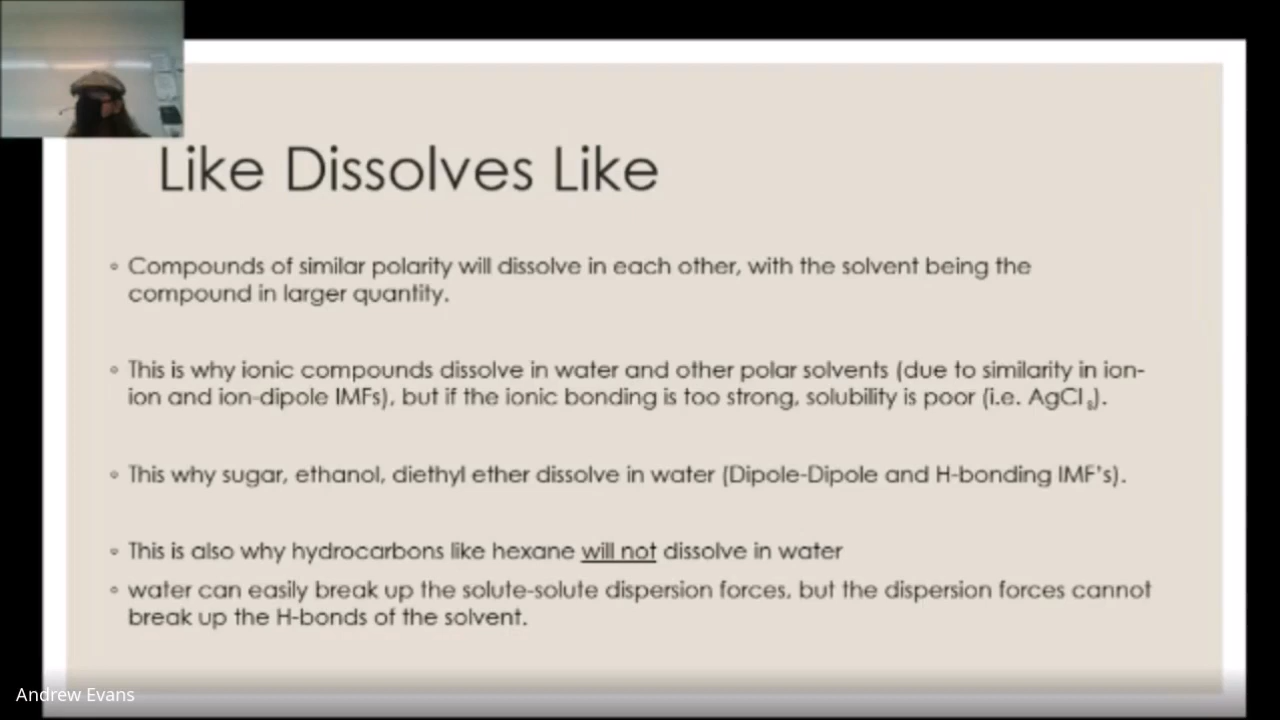 Like Dissolves Like
◦ Compounds of similar polarity will dissolve in each other, with the solvent being the
compound in larger quantity.
◦ This is why ionic compounds dissolve in water and other polar solvents (due to similarity in ion-
ion and ion-dipole IMFs), but if the ionic bonding is too strong, solubility is poor (i.e. AgCl).
◦ This why sugar, ethanol, diethyl ether dissolve in water (Dipole-Dipole and H-bonding IMF's).
◦ This is also why hydrocarbons like hexane will not dissolve in water
◦ water can easily break up the solute-solute dispersion forces, but the dispersion forces cannot
break up the H-bonds of the solvent.
Andrew Evans